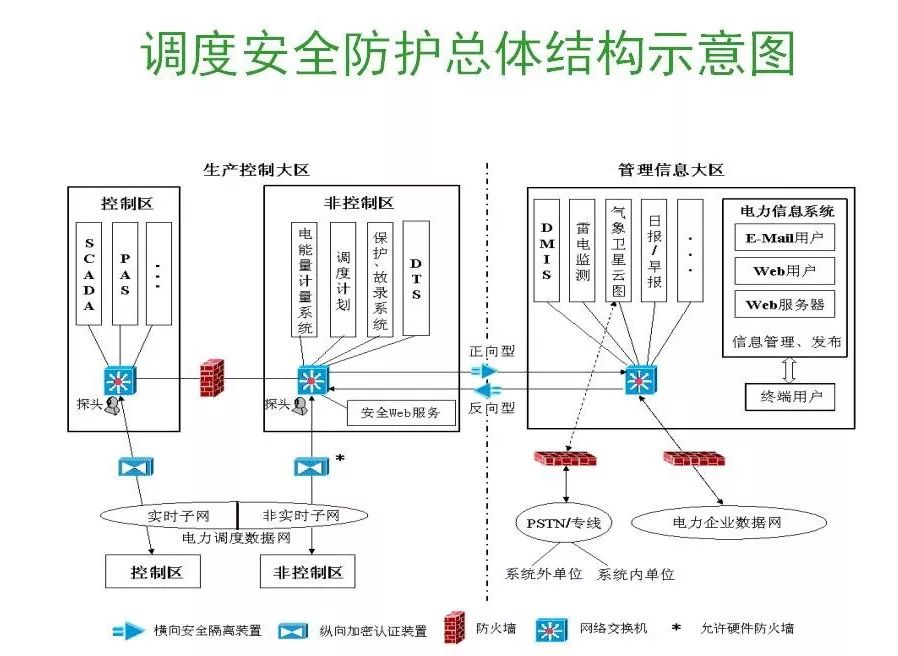 调度安全防护总体结构示意图
生产控制大区
管理信息大区
控制区
SCADA
PAS
...
非控制区
电能量计量系统
调度计划
保护、故录系统
DTS
DMIS
雷电监测
气象卫星云图
日报/早报
...
电力信息系统
E-Mail用户
Web用户
Web服务器
信息管理、发布
终端用户
正向型
反向型
探头
探头
安全Web服务
*
实时子网
非实时子网
电力调度数据网
控制区
非控制区
PSTN/专线
电力企业数据网
系统外单位
系统内单位
横向安全隔离装置
纵向加密认证装置
防火墙
网络交换机
* 允许硬件防火墙